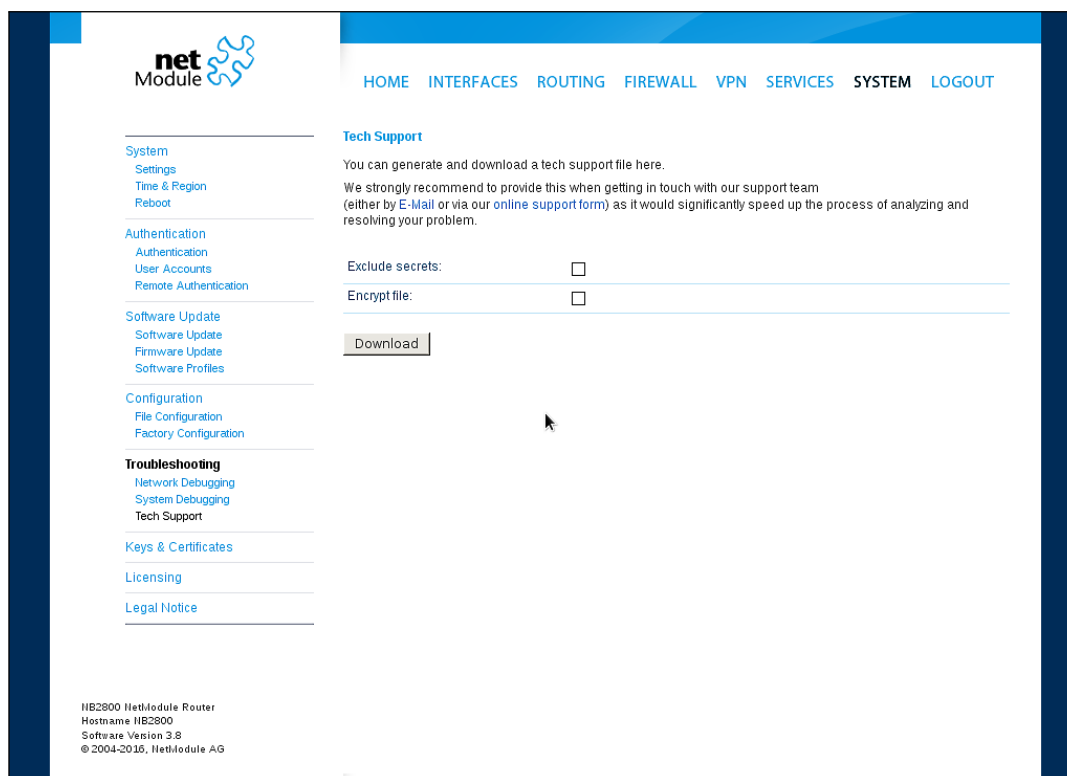 net
Module
HOME INTERFACES ROUTING FIREWALL VPN SERVICES SYSTEM LOGOUT
System
Settings
Time & Region
Reboot
Authentication
Authentication
User Accounts
Remote Authentication
Software Update
Software Update
Firmware Update
Software Profiles
Configuration
File Configuration
Factory Configuration
Troubleshooting
Network Debugging
System Debugging
Tech Support
Keys & Certificates
Licensing
Legal Notice
Tech Support
You can generate and download a tech support file here.
We strongly recommend to provide this when getting in touch with our support team
(either by E-Mail or via our online support form) as it would significantly speed up the process of analyzing and
resolving your problem.
Exclude secrets:
Encrypt file:
Download
NB2800 NetModule Router
Hostname NB2800
Software Version 3.8
© 2004-2016, NetModule AG